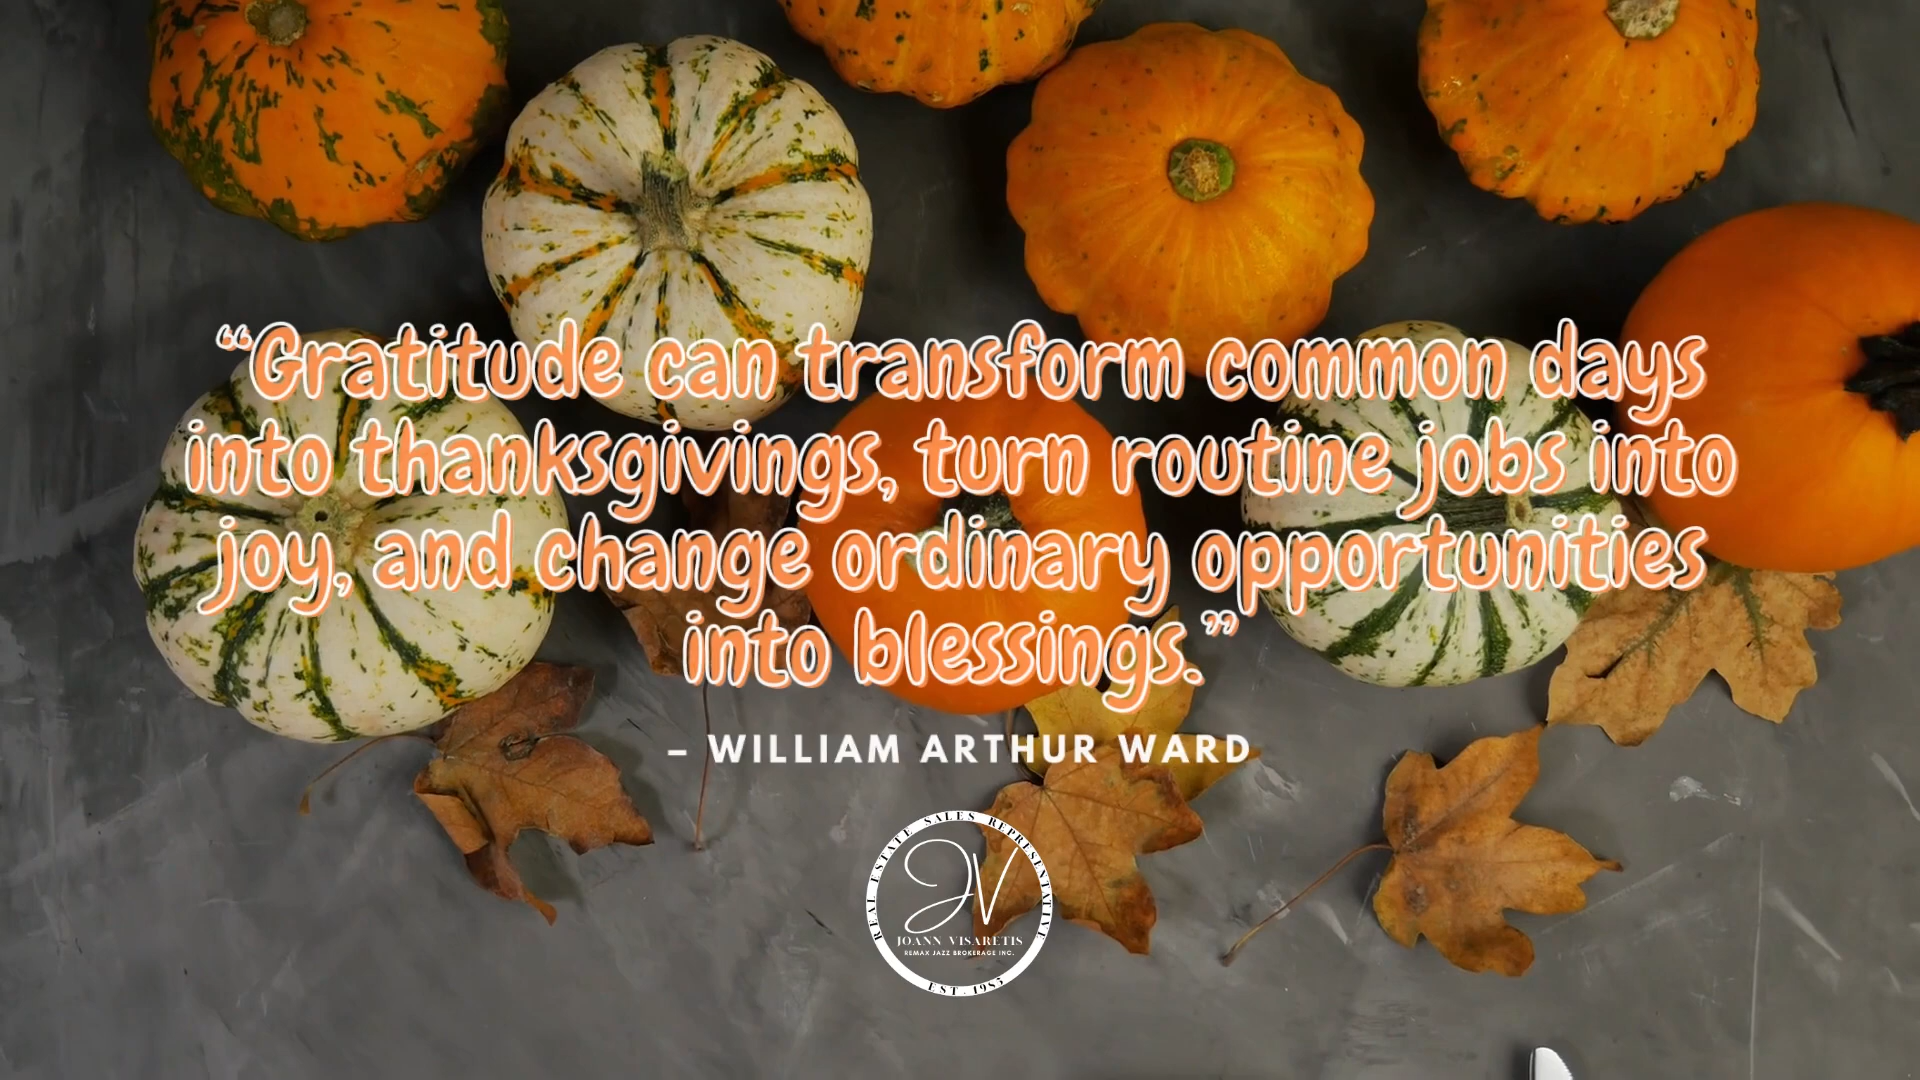 “Gratitude can transform common days
into thanksgivings, turn routine jobs into
joy, and change ordinary opportunities
into blessings.”
– WILLIAM ARTHUR WARD
REAL ESTATE SALES REPRESENTATIVE
JV
JOANN VISARETIS
REMAX JAZZ BROKERAGE INC.
EST. 1985